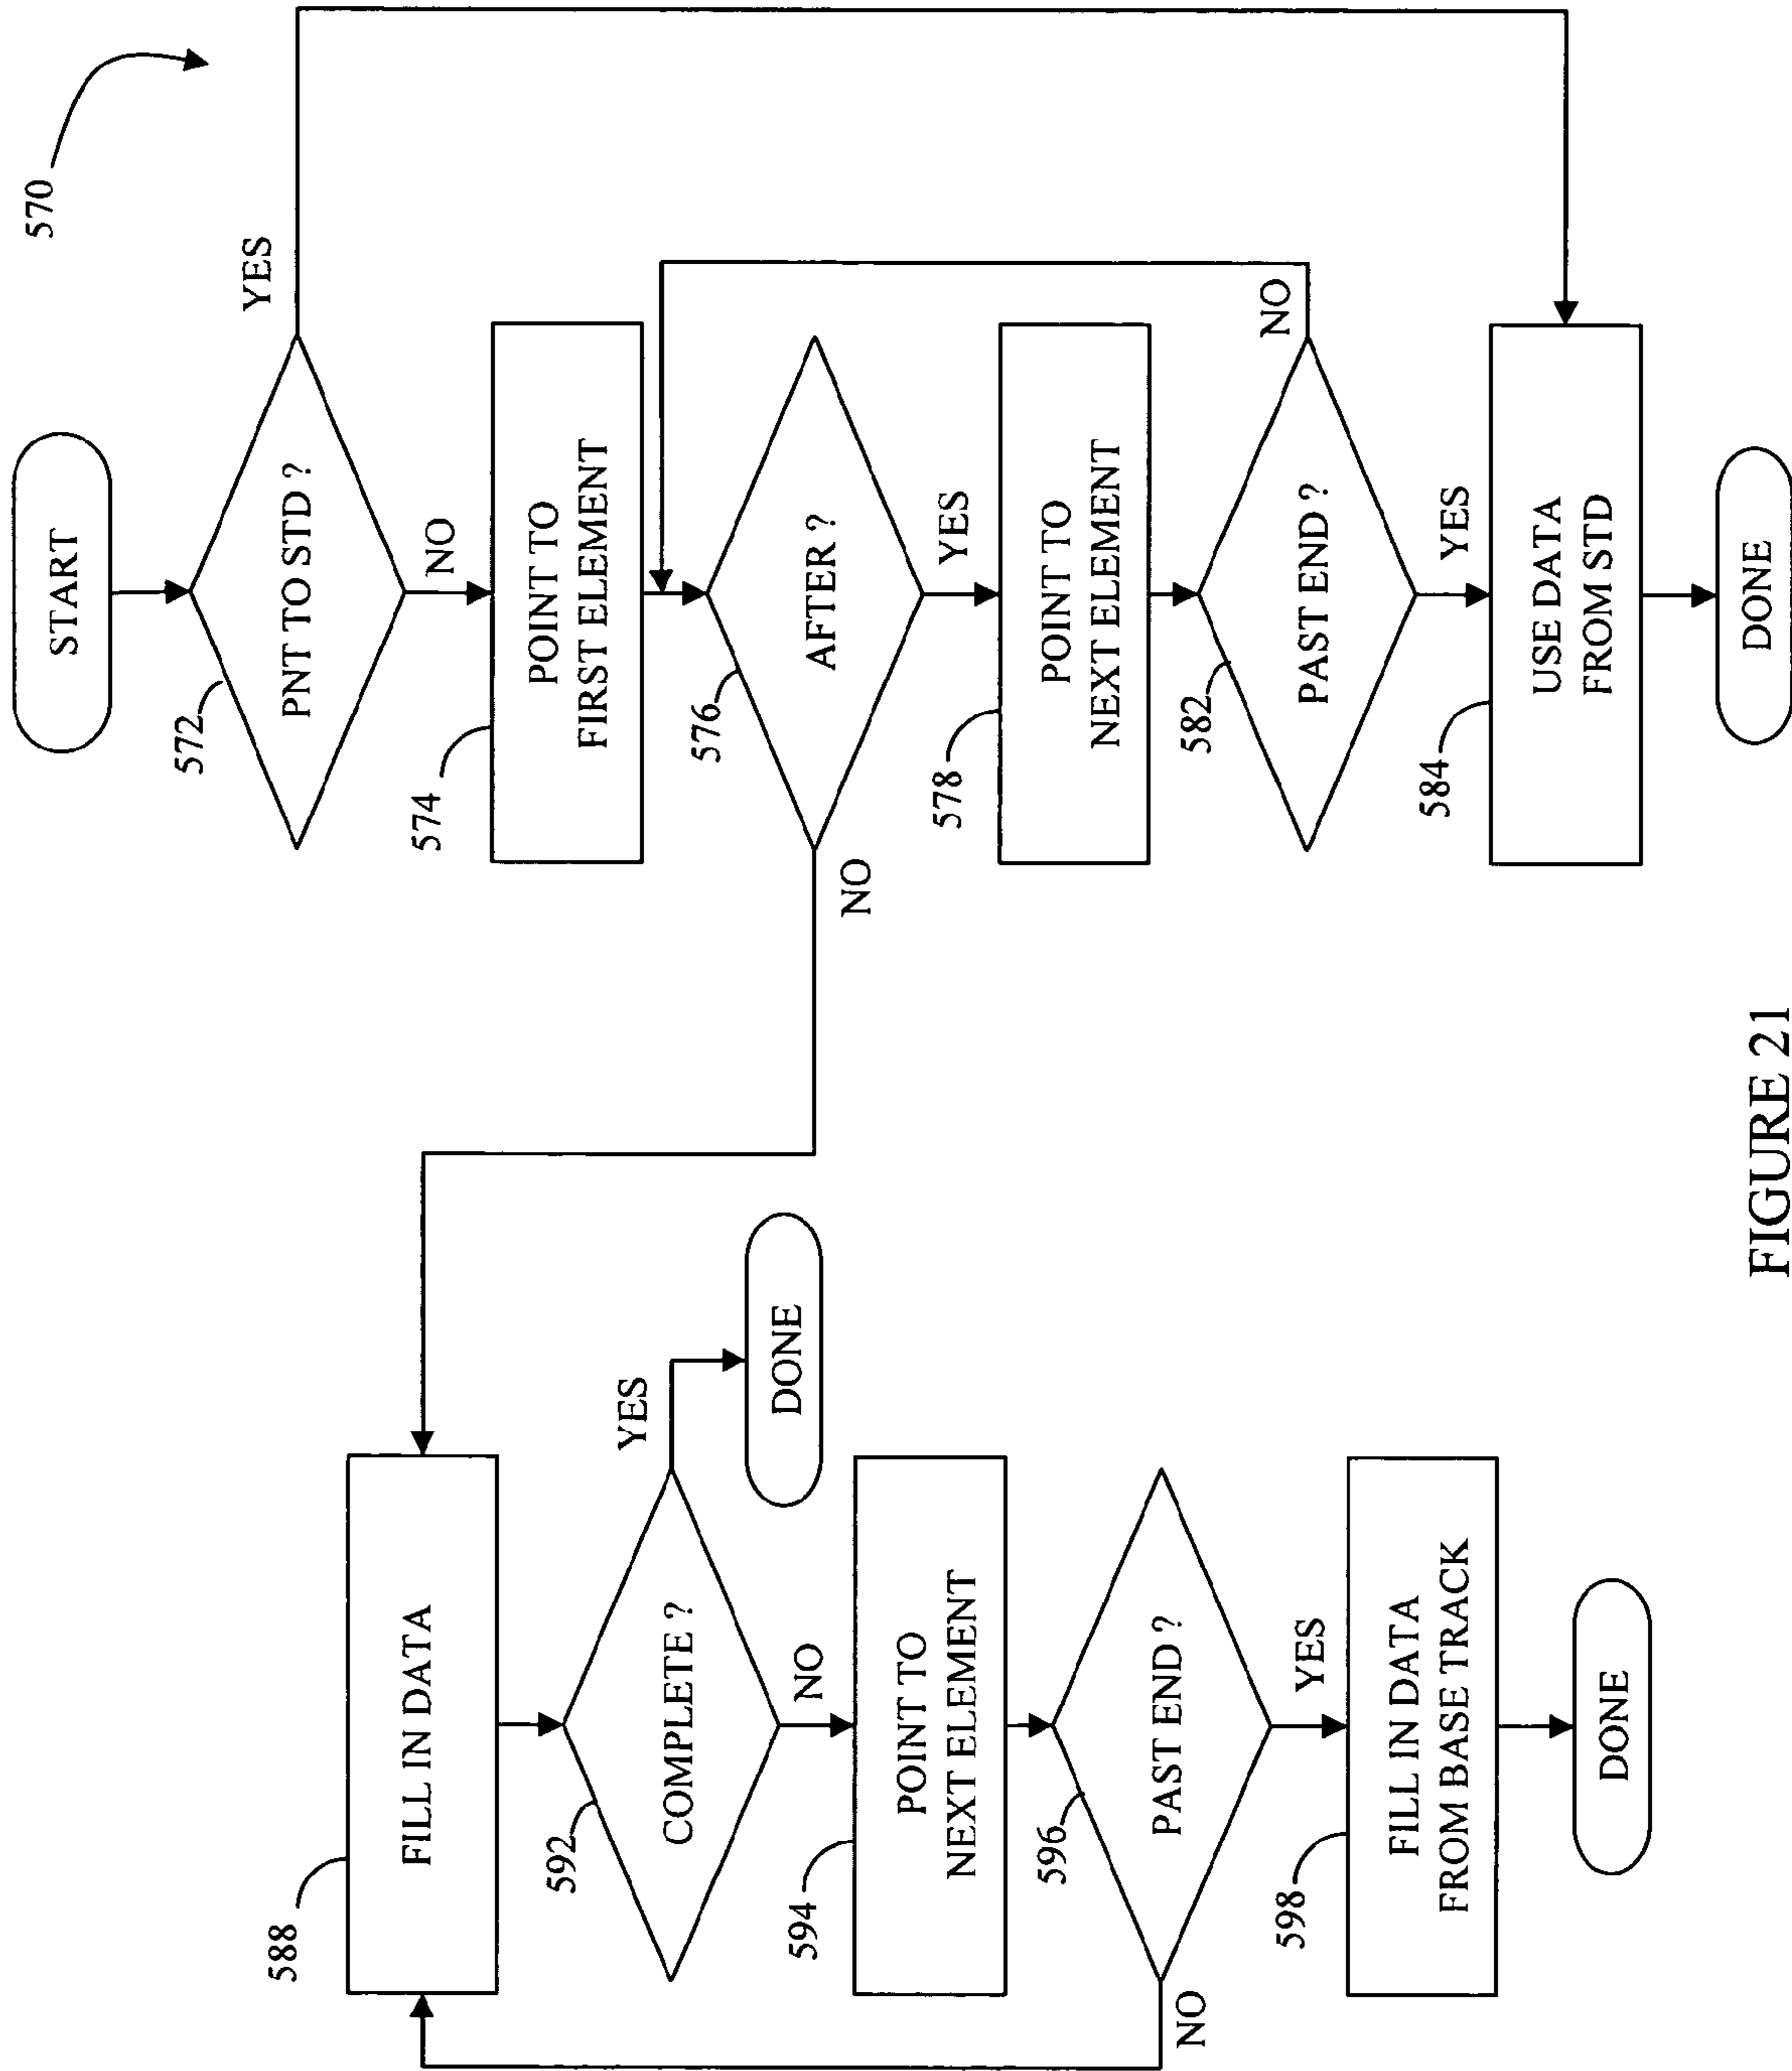 570
START
572
PNT TO STD ?
YES
NO
574
POINT TO
FIRST ELEMENT
576
AFTER ?
NO
YES
578
POINT TO
NEXT ELEMENT
582
PAST END ?
NO
YES
584
USE DATA
FROM STD
DONE
588
FILL IN DATA
592
COMPLETE ?
YES
DONE
NO
594
POINT TO
NEXT ELEMENT
596
PAST END ?
NO
YES
598
FILL IN DATA
FROM BASE TRACK
DONE
FIGURE 21